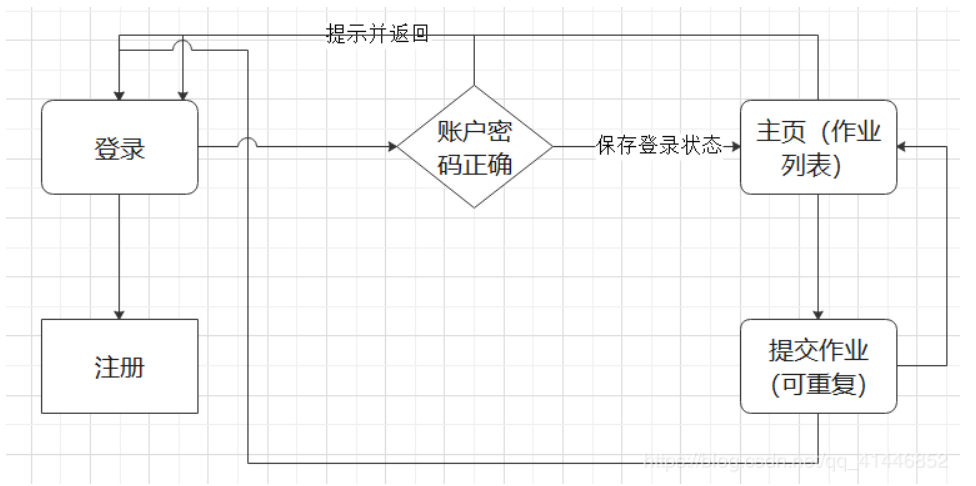 提示并返回
登录
账户密
码正确
保存登录状态
主页（作业
列表）
注册
提交作业
（可重复）
https://blog.csdn.net/qq_41446852